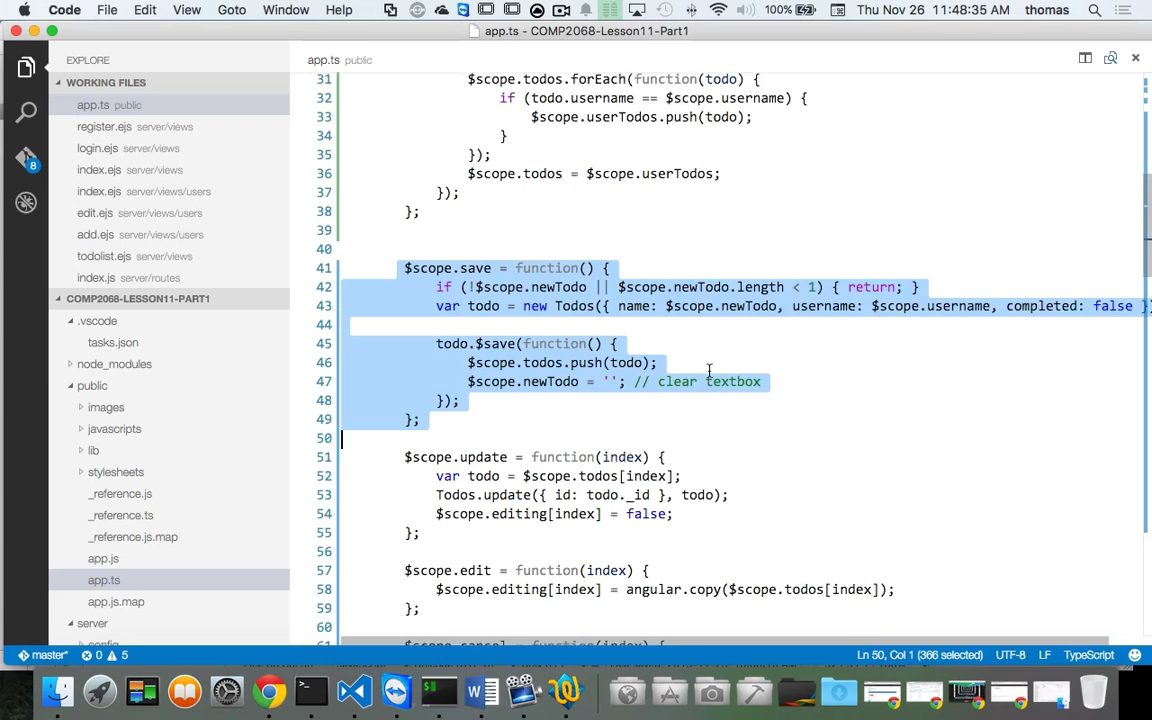 Code File Edit View Goto Window Help 100% Thu Nov 26 11:48:35 AM thomas
app.ts - COMP2068-Lesson11-Part1
EXPLORE
app.ts public
WORKING FILES
app.ts public
register.ejs server/views
login.ejs server/views
index.ejs server/views
index.ejs server/views/users
edit.ejs server/views/users
add.ejs server/views/users
todolist.ejs server/views
index.js server/routes
COMP2068-LESSON11-PART1
.vscode
tasks.json
node_modules
public
images
javascripts
lib
stylesheets
_reference.js
_reference.ts
_reference.js.map
app.js
app.ts
app.js.map
server
config
8
31 $scope.todos.forEach(function(todo) {
32 if (todo.username == $scope.username) {
33 $scope.userTodos.push(todo);
34 }
35 });
36 $scope.todos = $scope.userTodos;
37 });
38 };
39
40
41 $scope.save = function() {
42 if (!$scope.newTodo || $scope.newTodo.length < 1) { return; }
43 var todo = new Todos({ name: $scope.newTodo, username: $scope.username, completed: false })
44
45 todo.$save(function() {
46 $scope.todos.push(todo);
47 $scope.newTodo = ''; // clear textbox
48 });
49 };
50
51 $scope.update = function(index) {
52 var todo = $scope.todos[index];
53 Todos.update({ id: todo._id }, todo);
54 $scope.editing[index] = false;
55 };
56
57 $scope.edit = function(index) {
58 $scope.editing[index] = angular.copy($scope.todos[index]);
59 };
60
61 $scope.cancel = function(index) {
master* 0 5 Ln 50, Col 1 (366 selected) UTF-8 LF TypeScript